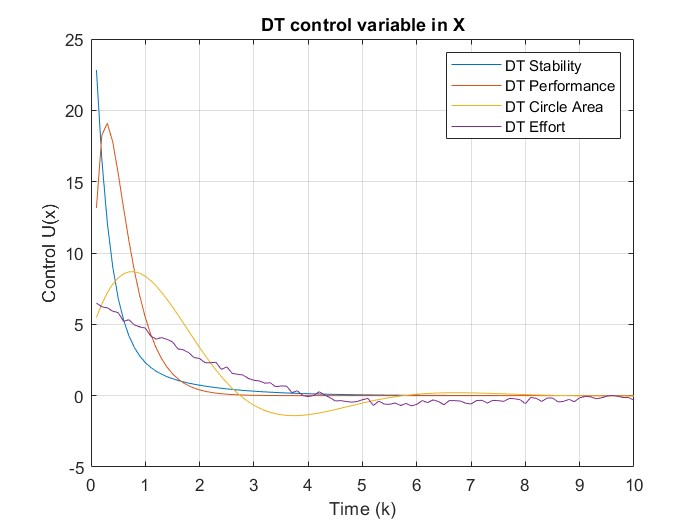 DT control variable in X
25
20
15
10
5
0
-5
Control U(x)
DT Stability
DT Performance
DT Circle Area
DT Effort
0 1 2 3 4 5 6 7 8 9 10
Time (k)